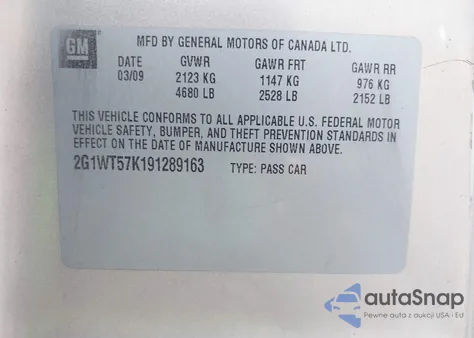 GM
MFD BY GENERAL MOTORS OF CANADA LTD.
DATE GVWR GAWR FRT GAWR RR
03/09 2123 KG 1147 KG 976 KG
4680 LB 2528 LB 2152 LB
THIS VEHICLE CONFORMS TO ALL APPLICABLE U.S. FEDERAL MOTOR
VEHICLE SAFETY, BUMPER, AND THEFT PREVENTION STANDARDS IN
EFFECT ON THE DATE OF MANUFACTURE SHOWN ABOVE.
2G1WT57K191289163 TYPE: PASS CAR
autoSnap
Pewne auta z aukcji USA i EU